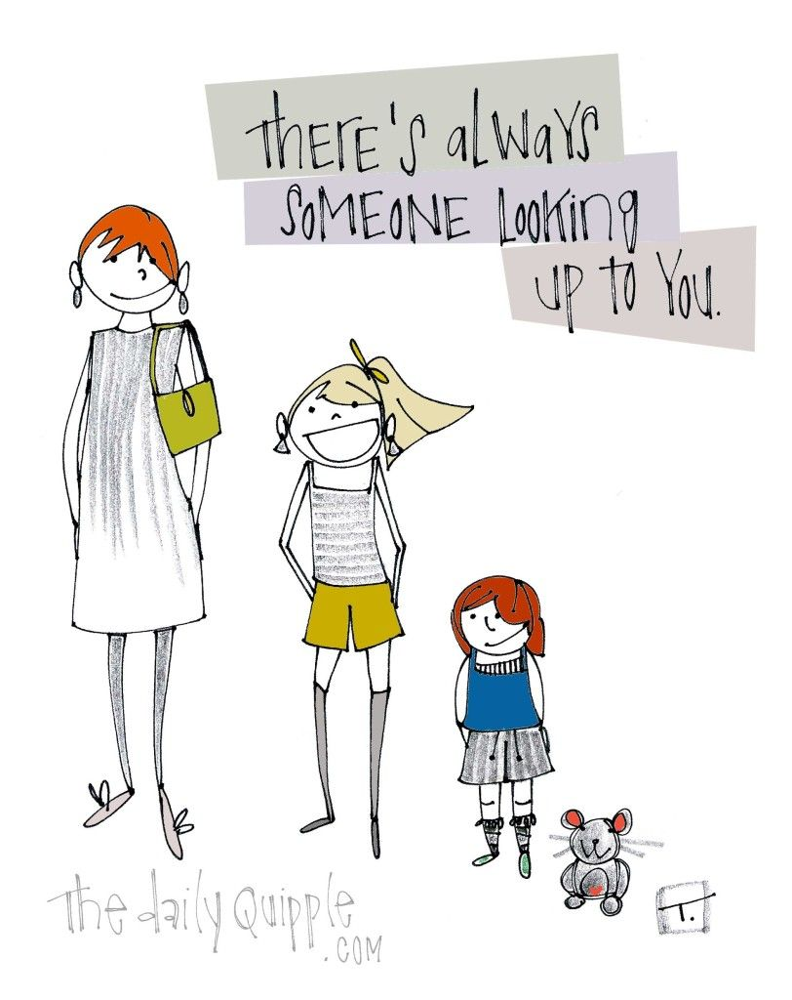 There's always
someone looking
up to you.
The daily Quipple
.com
T.